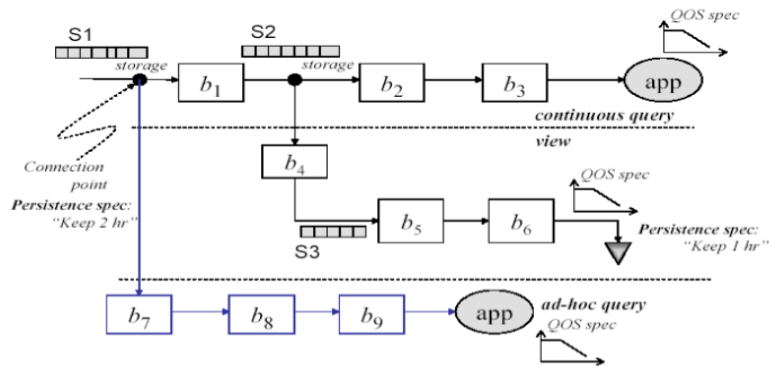 QOS spec
S1
S2
storage
storage
b1
b2
b3
app
continuous query
view
Connection
point
b4
QOS spec
Persistence spec:
"Keep 2 hr"
b5
b6
Persistence spec:
"Keep 1 hr"
S3
b7
b8
b9
app
ad-hoc query
QOS spec